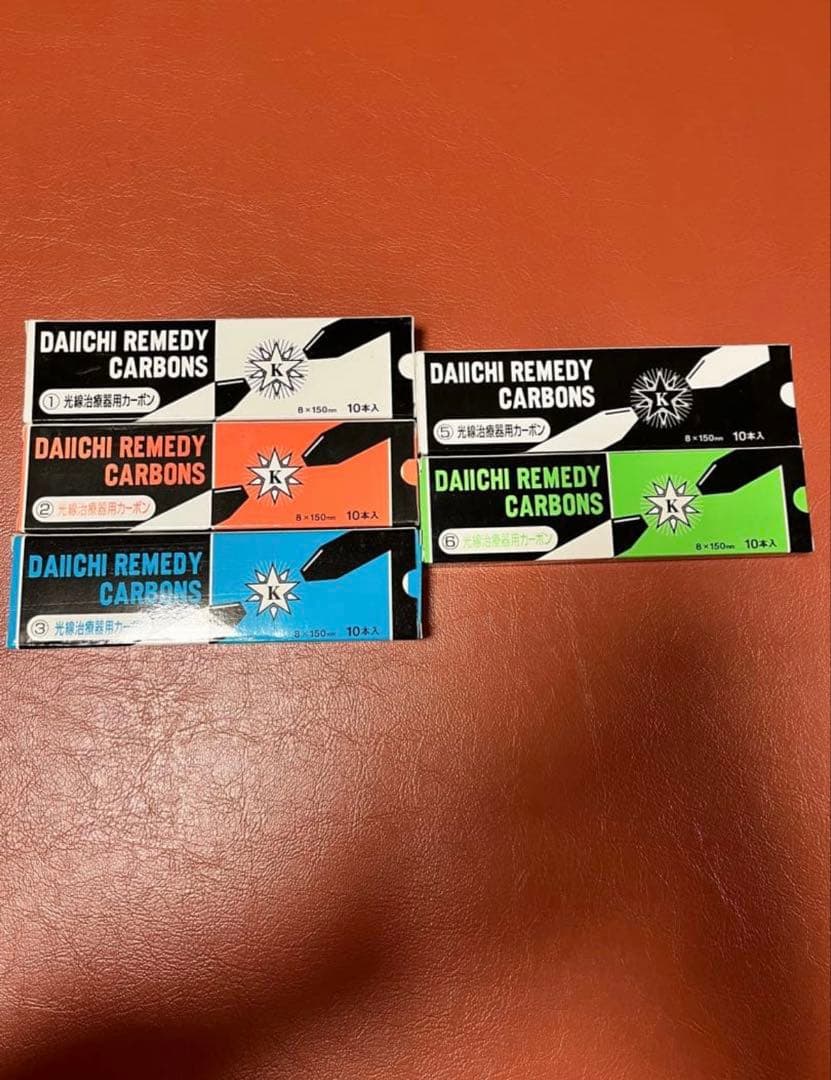 DAIICHI REMEDY
CARBONS
K
① 光線治療器用カーボン
8×150mm 10本入
DAIICHI REMEDY
CARBONS
K
② 光線治療器用カーボン
8×150mm 10本入
DAIICHI REMEDY
CARBONS
K
③ 光線治療器用カーボン
8×150mm 10本入
DAIICHI REMEDY
CARBONS
K
⑤ 光線治療器用カーボン
8×150mm 10本入
DAIICHI REMEDY
CARBONS
K
⑥ 光線治療器用カーボン
8×150mm 10本入